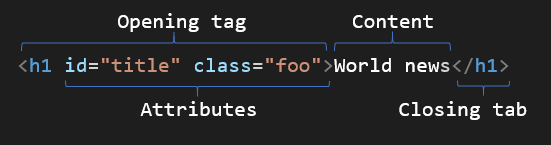 Opening tag Content
<h1 id="title" class="foo">World news</h1>
Attributes Closing tab